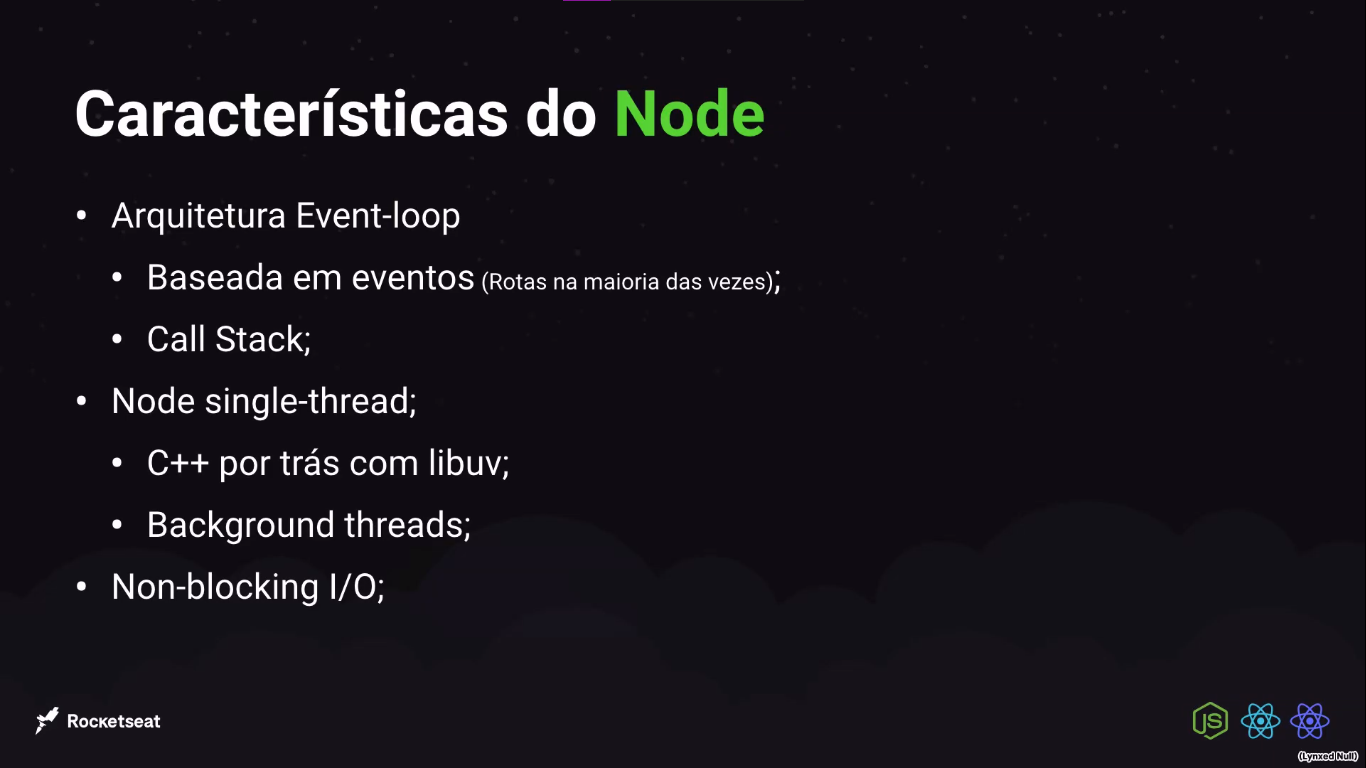 Características do Node
• Arquitetura Event-loop
• Baseada em eventos (Rotas na maioria das vezes);
• Call Stack;
• Node single-thread;
• C++ por trás com libuv;
• Background threads;
• Non-blocking I/O;
Rocketseat
JS
(Lynxed Null)